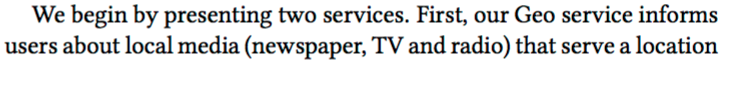 We begin by presenting two services. First, our Geo service informs
users about local media (newspaper, TV and radio) that serve a location